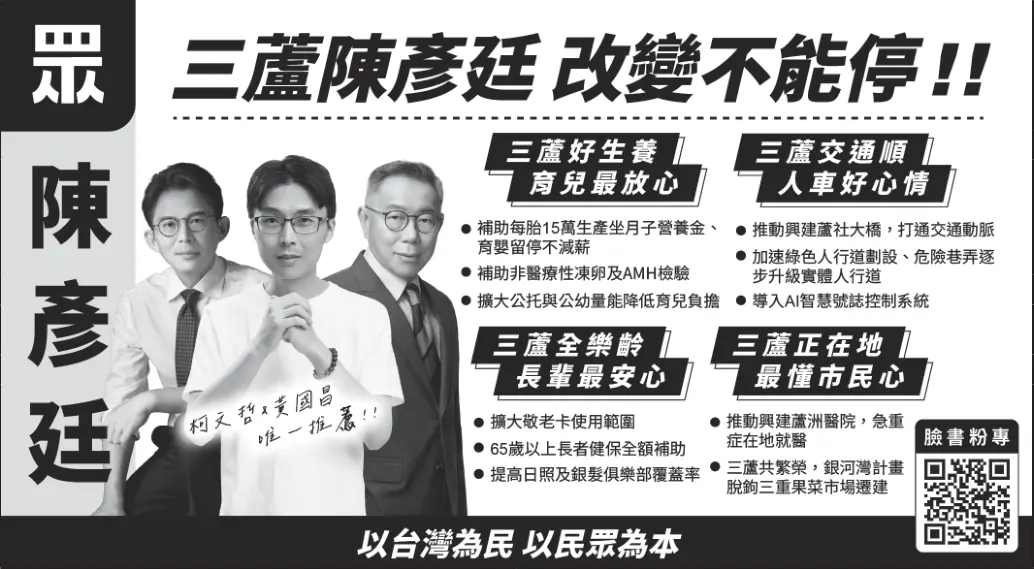 眾
陳彥廷
三蘆陳彥廷 改變不能停!!
三蘆好生養
育兒最放心
● 補助每胎15萬生產坐月子營養金、
育嬰留停不減薪
● 補助非醫療性凍卵及AMH檢驗
● 擴大公托與公幼量能降低育兒負擔
三蘆交通順
人車好心情
● 推動興建蘆社大橋，打通交通動脈
● 加速綠色人行道劃設、危險巷弄逐
步升級實體人行道
● 導入AI智慧號誌控制系統
三蘆全樂齡
長輩最安心
● 擴大敬老卡使用範圍
● 65歲以上長者健保全額補助
● 提高日照及銀髮俱樂部覆蓋率
三蘆正在地
最懂市民心
● 推動興建蘆洲醫院，急重
症在地就醫
● 三蘆共繁榮，銀河灣計畫
脫鉤三重果菜市場遷建
柯文哲&黃國昌
唯一推薦!!
臉書粉專
以台灣為民 以民眾為本